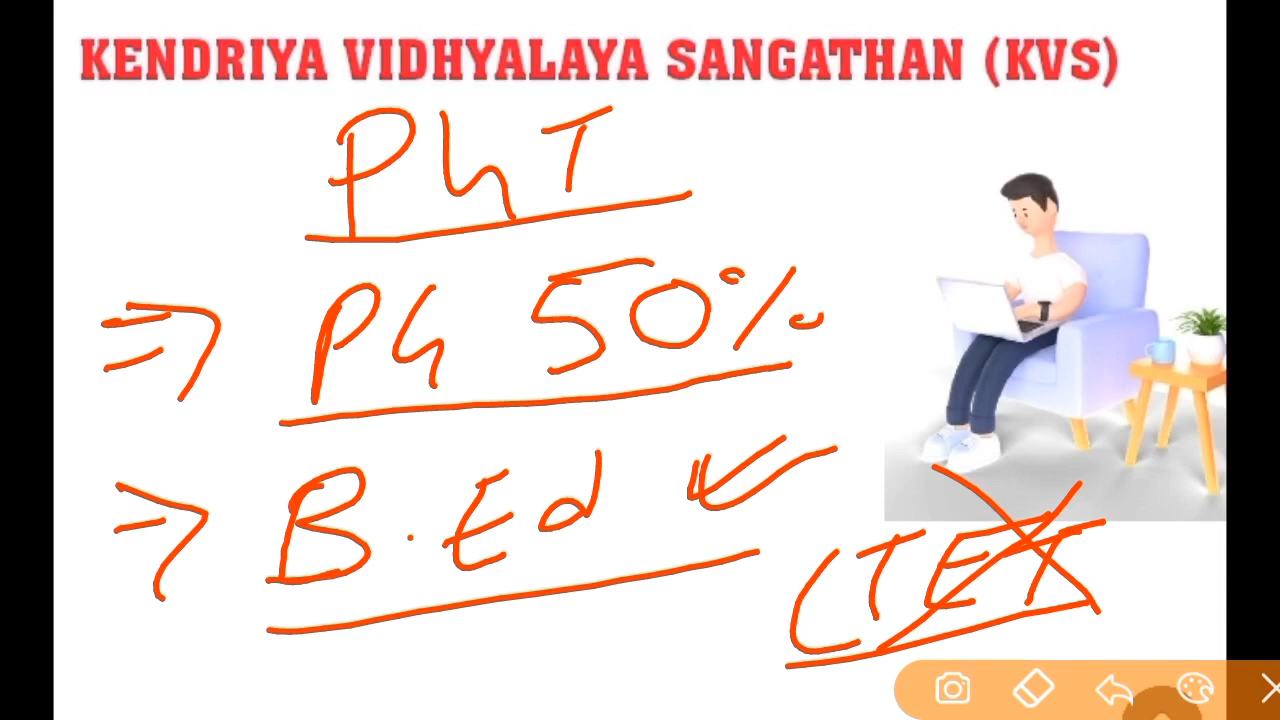 KENDRIYA VIDHYALAYA SANGATHAN (KVS)
PGT
⇒ PG 50%
⇒ B.Ed ✓
CTET